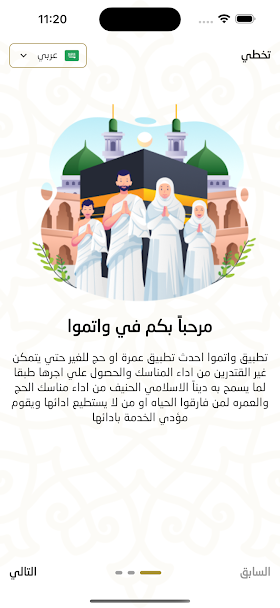 11:20
تخطي
عربي
مرحباً بكم في واتموا
تطبيق واتموا احدث تطبيق عمرة او حج للغير حتي يتمكن
غير القتدرين من اداء المناسك والحصول علي اجرها طبقا
لما يسمح به ديناَ الاسلامي الحنيف من اداء مناسك الحج
والعمره لمن فارقوا الحياه او من لا يستطيع ادائها ويقوم
مؤدي الخدمة بادائها
السابق
التالي